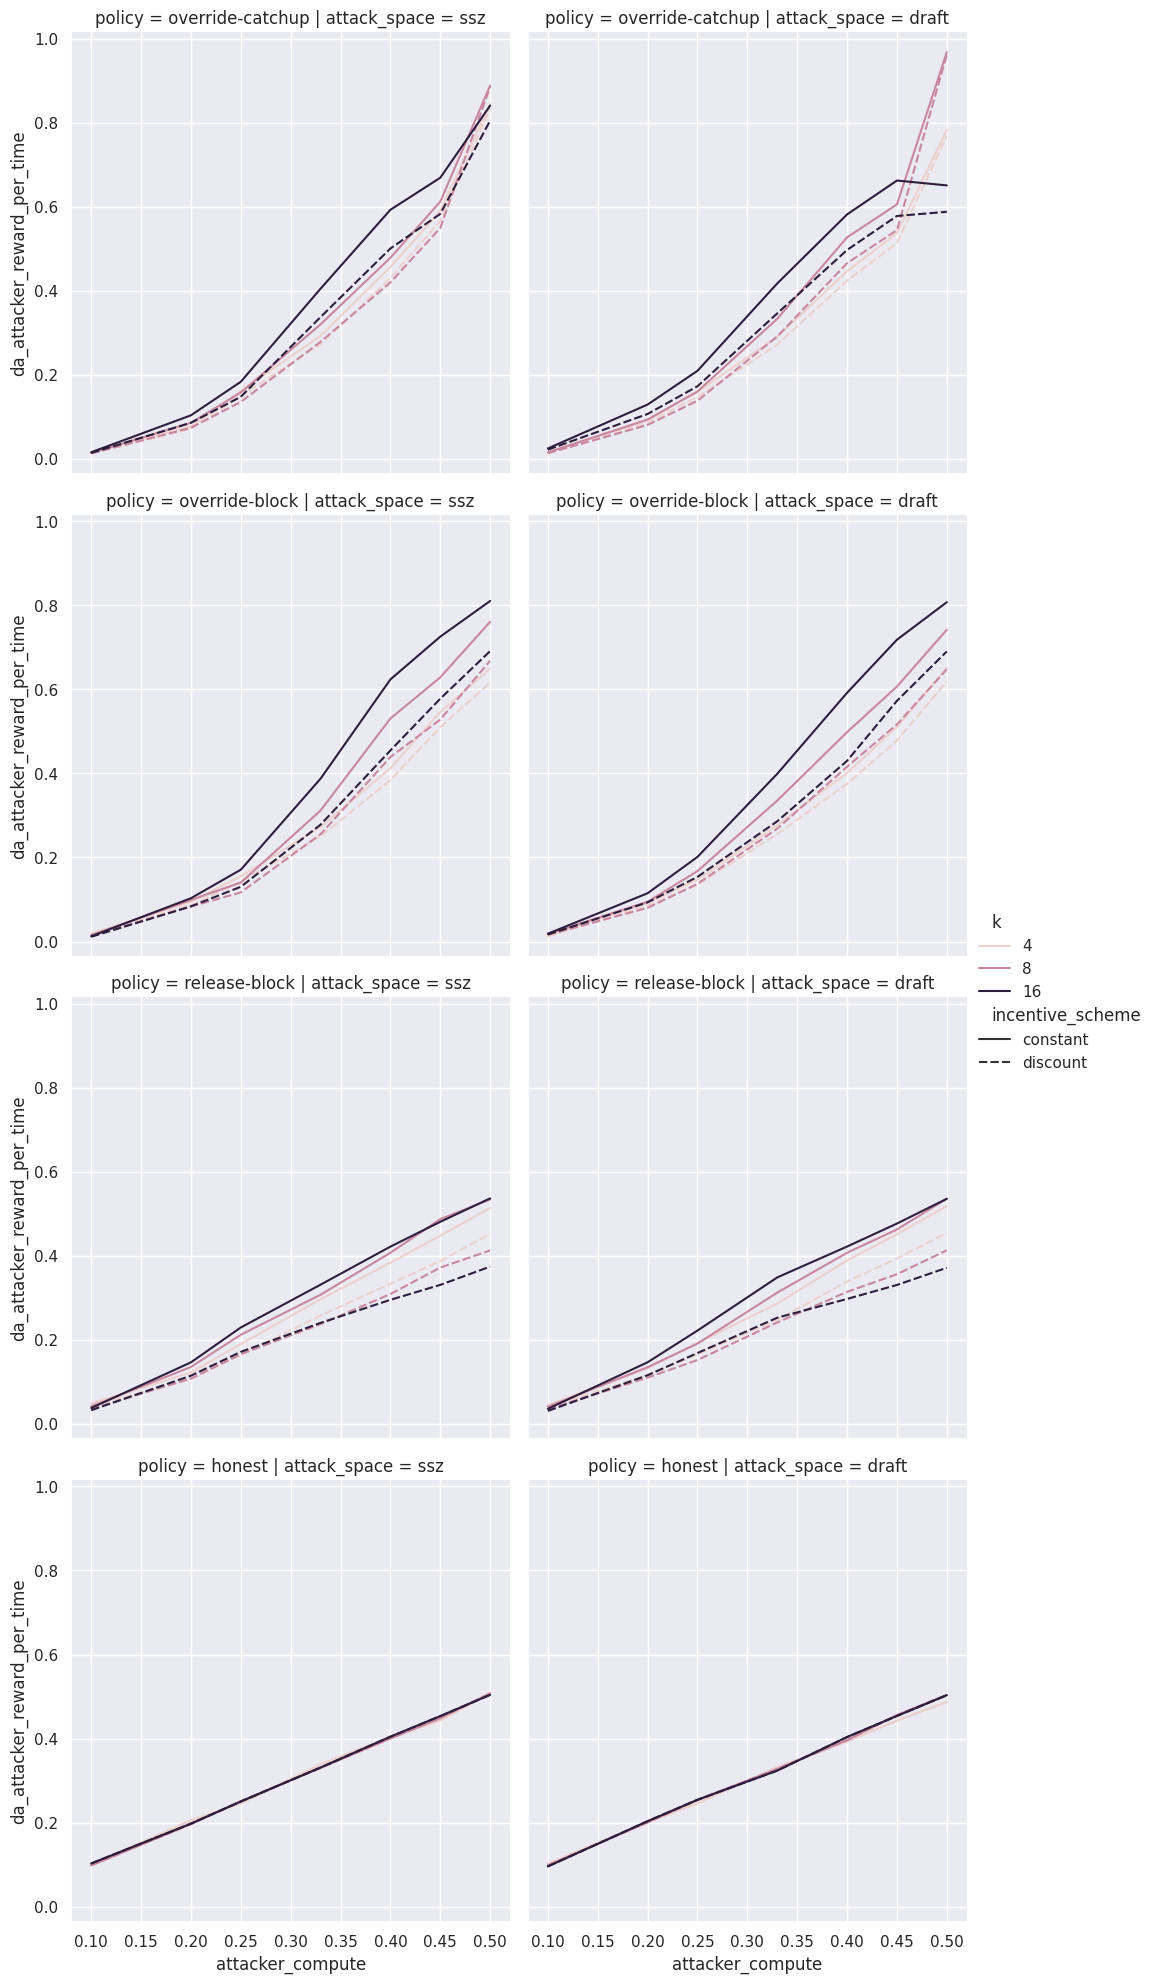 policy = override-catchup | attack_space = ssz
policy = override-catchup | attack_space = draft
1.0
0.8
0.6
0.4
0.2
0.0
da_attacker_reward_per_time
policy = override-block | attack_space = ssz
policy = override-block | attack_space = draft
1.0
0.8
0.6
0.4
0.2
0.0
da_attacker_reward_per_time
k
4
8
16
incentive_scheme
constant
discount
policy = release-block | attack_space = ssz
policy = release-block | attack_space = draft
1.0
0.8
0.6
0.4
0.2
0.0
da_attacker_reward_per_time
policy = honest | attack_space = ssz
policy = honest | attack_space = draft
1.0
0.8
0.6
0.4
0.2
0.0
da_attacker_reward_per_time
0.10 0.15 0.20 0.25 0.30 0.35 0.40 0.45 0.50
attacker_compute
0.10 0.15 0.20 0.25 0.30 0.35 0.40 0.45 0.50
attacker_compute